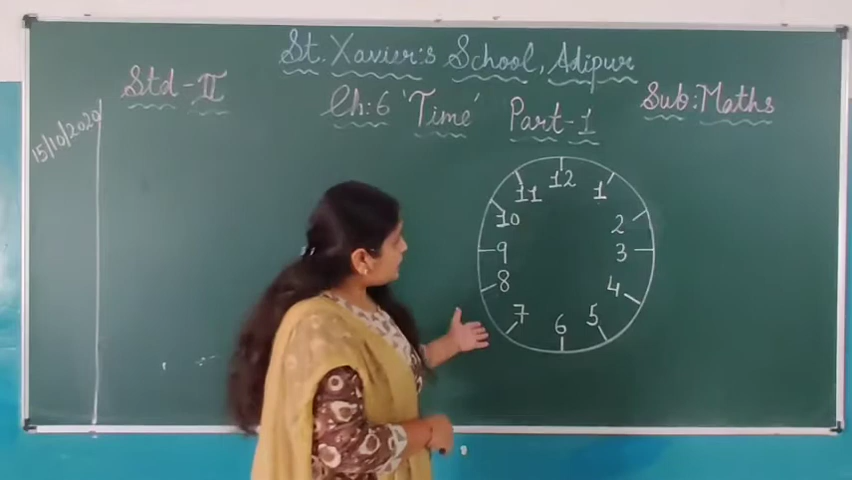 St. Xavier's School, Adipur
Std-II
Ch:6 'Time' Part-1
Sub: Maths
15/10/2020
12
11 1
10 2
9 3
8 4
7 5
6